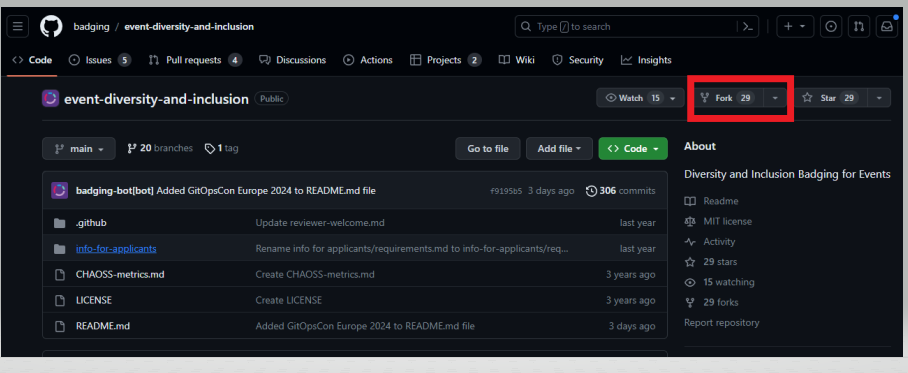 badging / event-diversity-and-inclusion
Type / to search
Code Issues 5 Pull requests 4 Discussions Actions Projects 2 Wiki Security Insights
event-diversity-and-inclusion Public
Watch 15 Fork 29 Star 29
main 20 branches 1 tag Go to file Add file Code
badging-bot[bot] Added GitOpsCon Europe 2024 to README.md file f9195b5 3 days ago 306 commits
.github Update reviewer-welcome.md last year
info-for-applicants Rename info for applicants/requirements.md to info-for-applicants/req... last year
CHAOSS-metrics.md Create CHAOSS-metrics.md 3 years ago
LICENSE Create LICENSE 3 years ago
README.md Added GitOpsCon Europe 2024 to README.md file 3 days ago
About
Diversity and Inclusion Badging for Events
Readme
MIT license
Activity
29 stars
15 watching
29 forks
Report repository